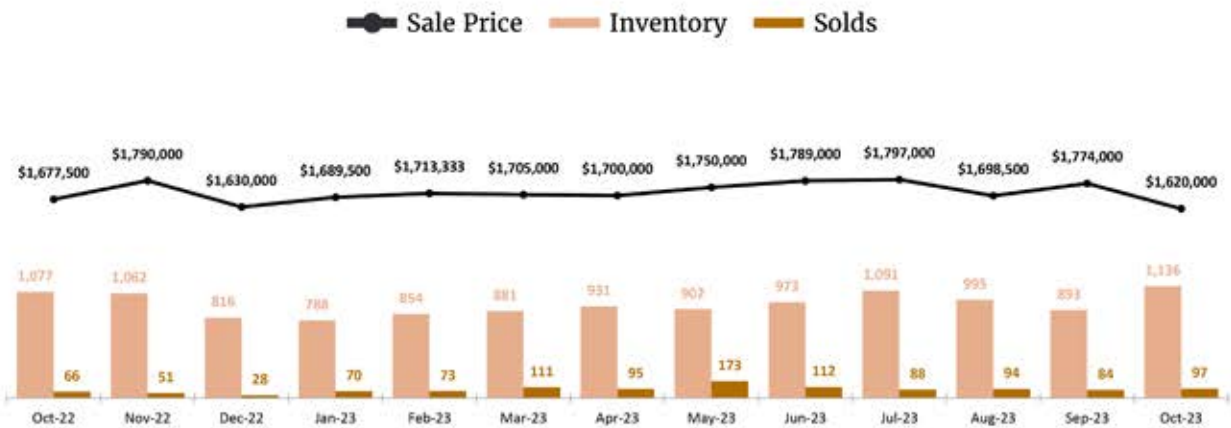 Sale Price Inventory Solds
$1,677,500 $1,790,000 $1,630,000 $1,689,500 $1,713,333 $1,705,000 $1,700,000 $1,750,000 $1,789,000 $1,797,000 $1,698,500 $1,774,000 $1,620,000
1,077 1,062 816 788 854 881 931 907 973 1,091 995 893 1,136
66 51 28 70 73 111 95 173 112 88 94 84 97
Oct-22 Nov-22 Dec-22 Jan-23 Feb-23 Mar-23 Apr-23 May-23 Jun-23 Jul-23 Aug-23 Sep-23 Oct-23